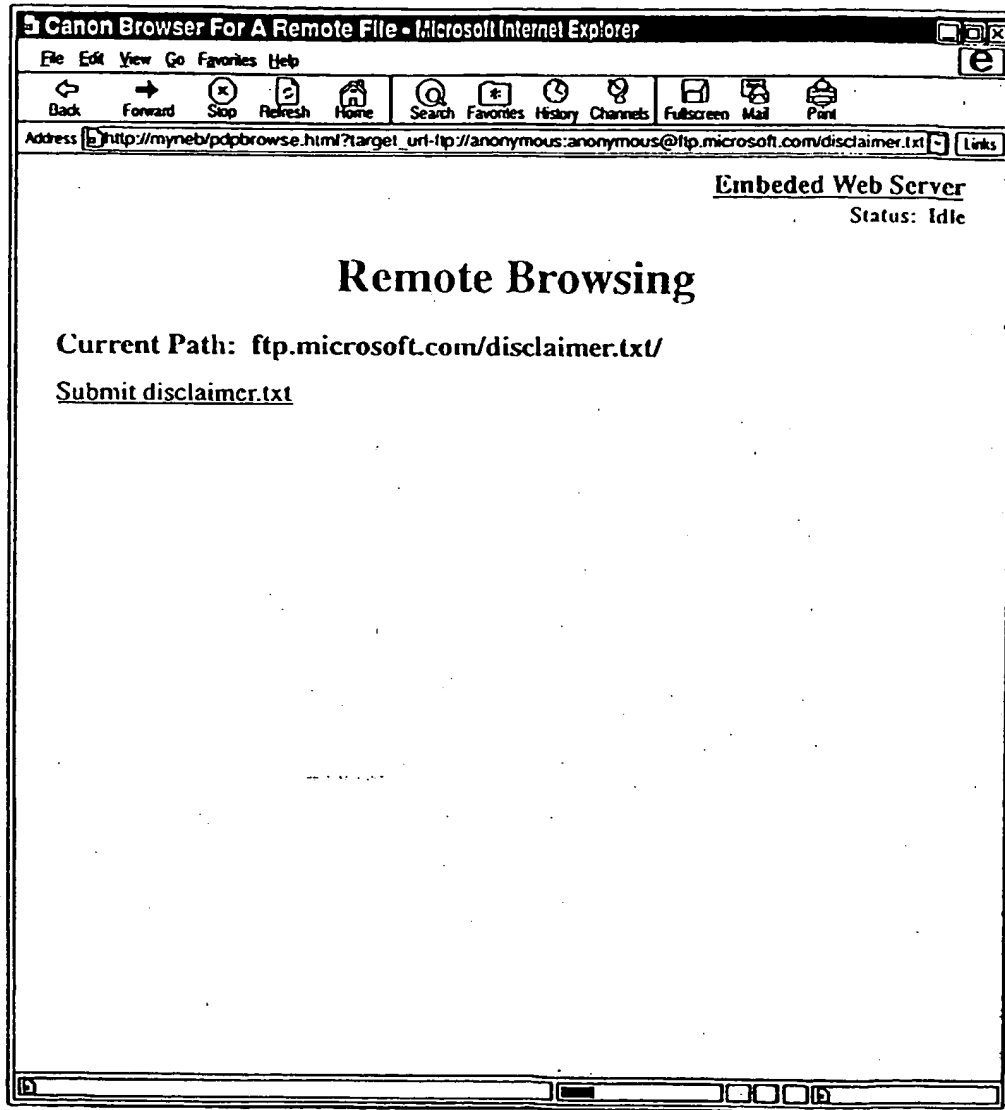 Canon Browser For A Remote File - Microsoft Internet Explorer
File Edit View Go Favorites Help
Back Forward Stop Refresh Home Search Favorites History Channels Fullscreen Mail Print
Address http://myneb/pdpbrowse.html?target_url-ftp://anonymous:anonymous@ftp.microsoft.com/disclaimer.txt Links
Embeded Web Server
Status: Idle
Remote Browsing
Current Path: ftp.microsoft.com/disclaimer.txt/
Submit disclaimer.txt